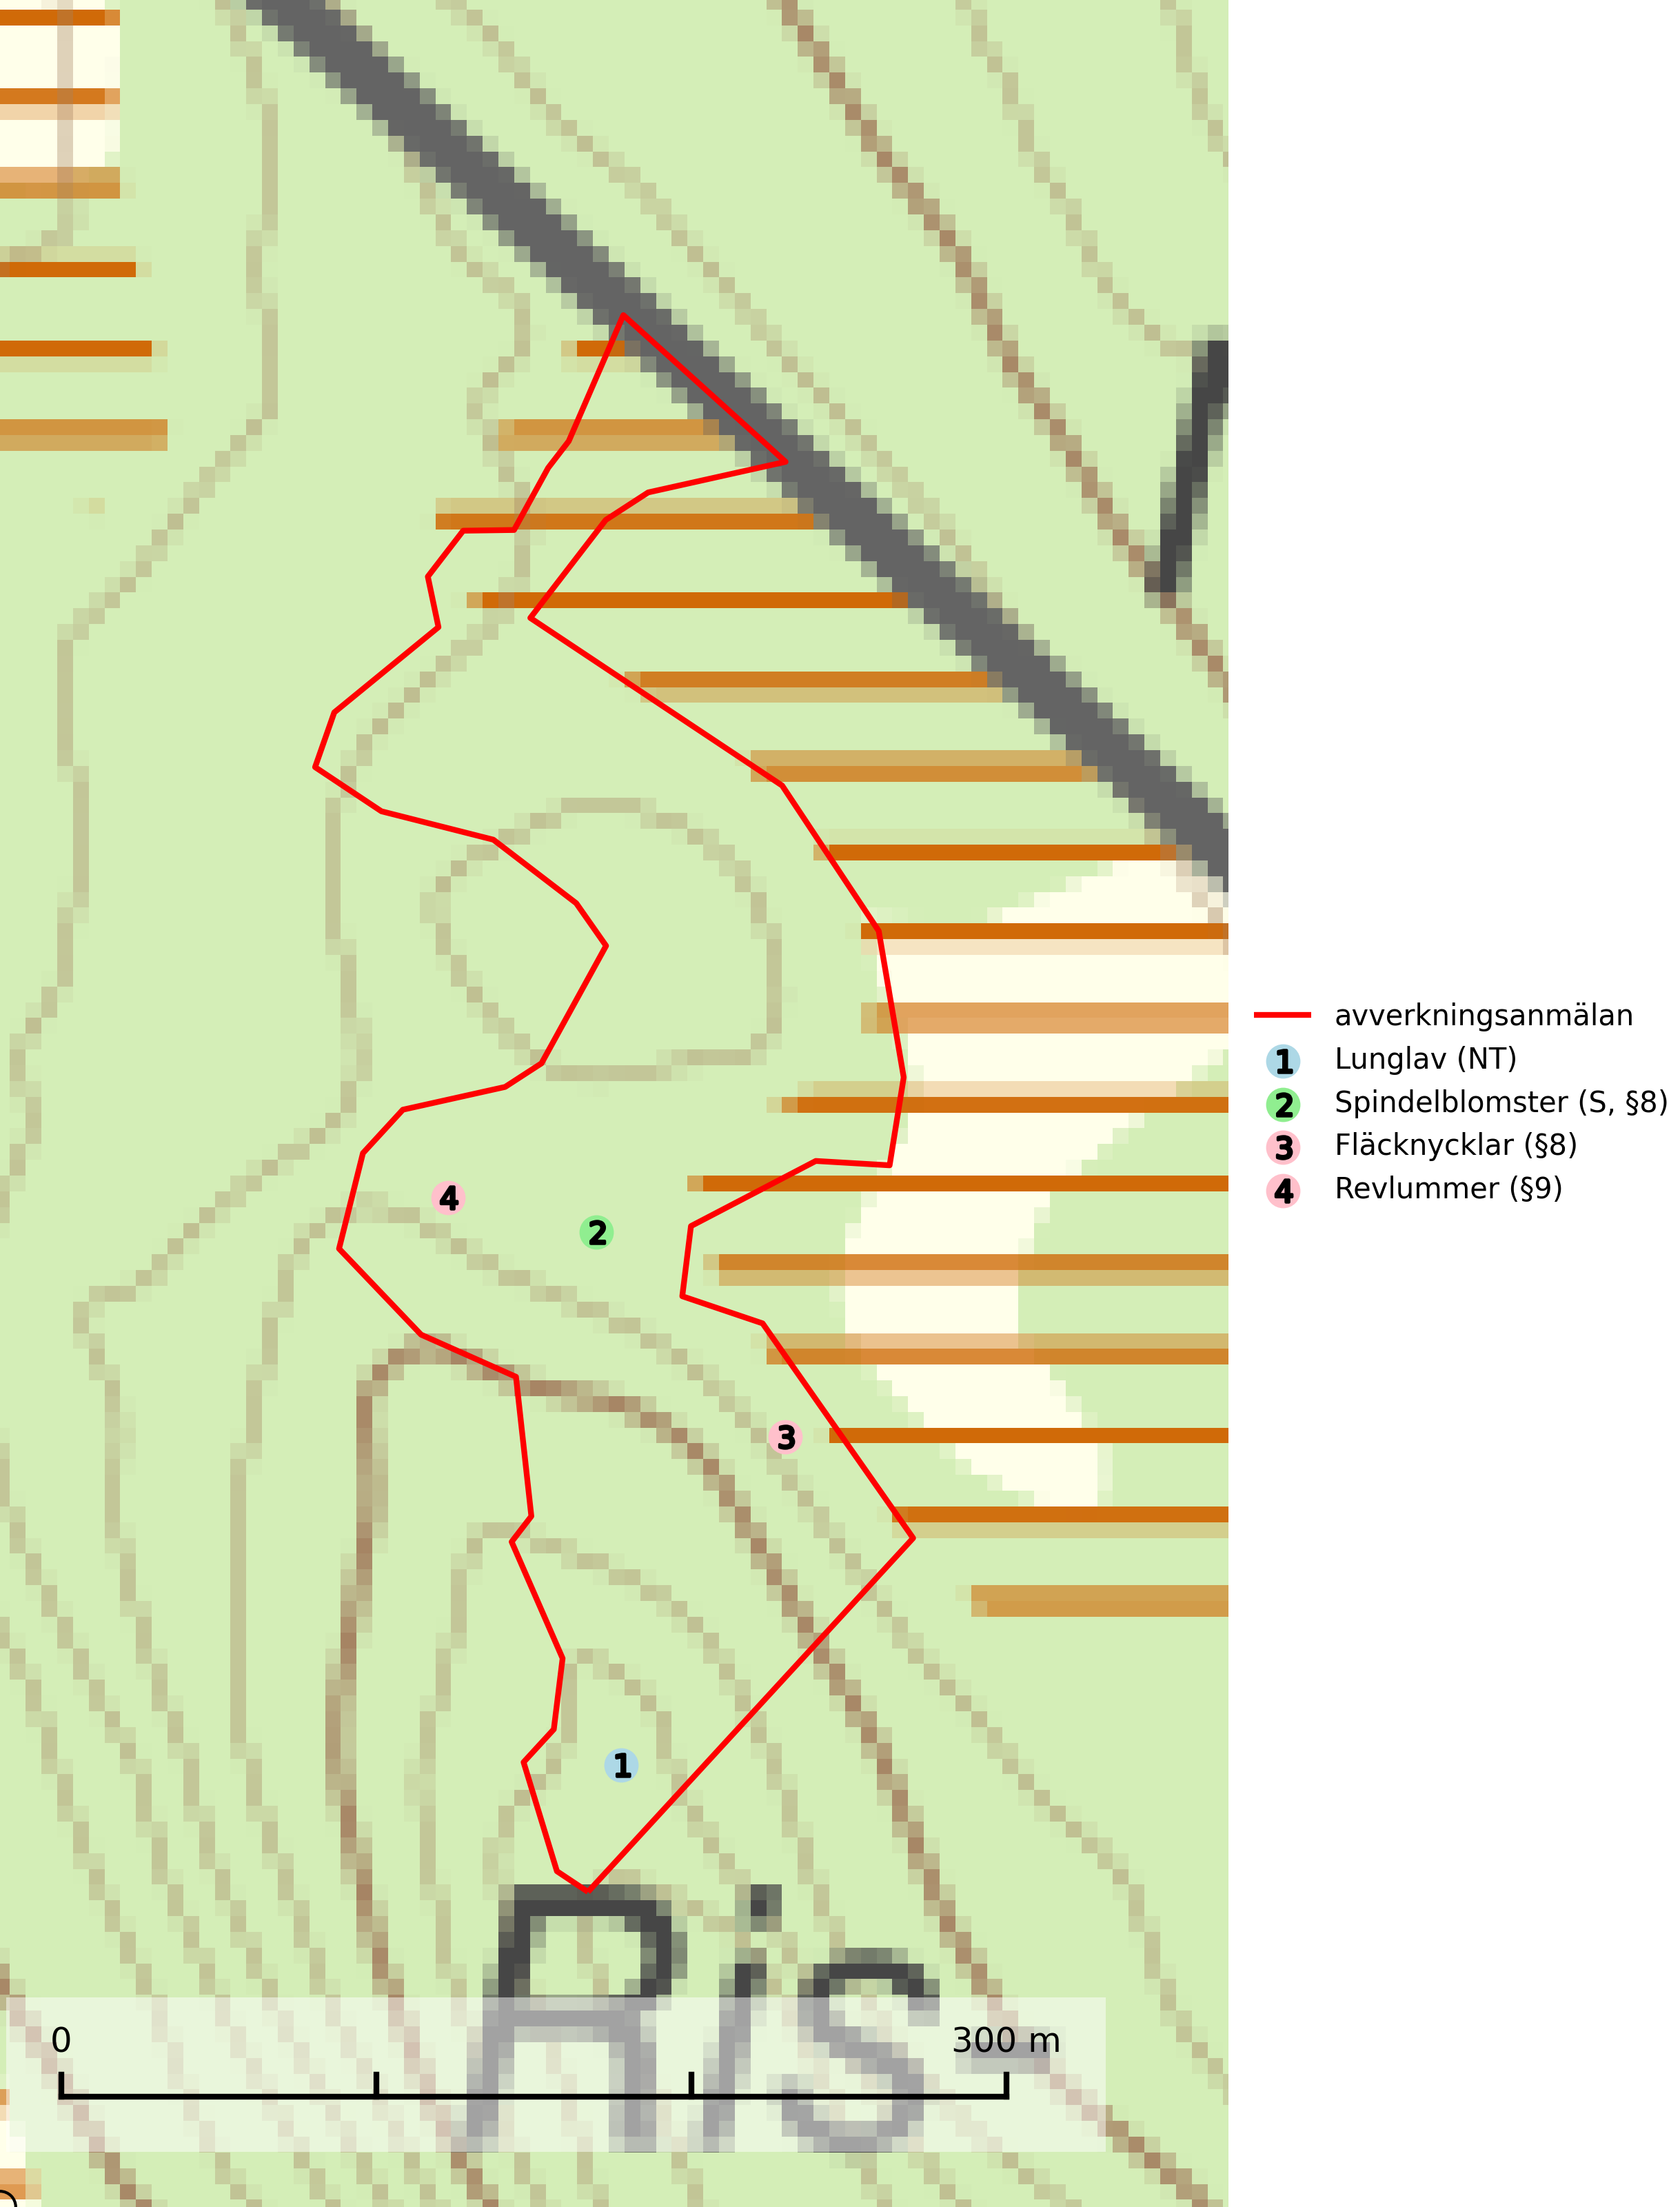 avverkningsanmälan
1 Lunglav (NT)
2 Spindelblomster (S, §8)
3 Fläcknycklar (§8)
4 Revlummer (§9)
4
2
3
1
Ris
0 300 m